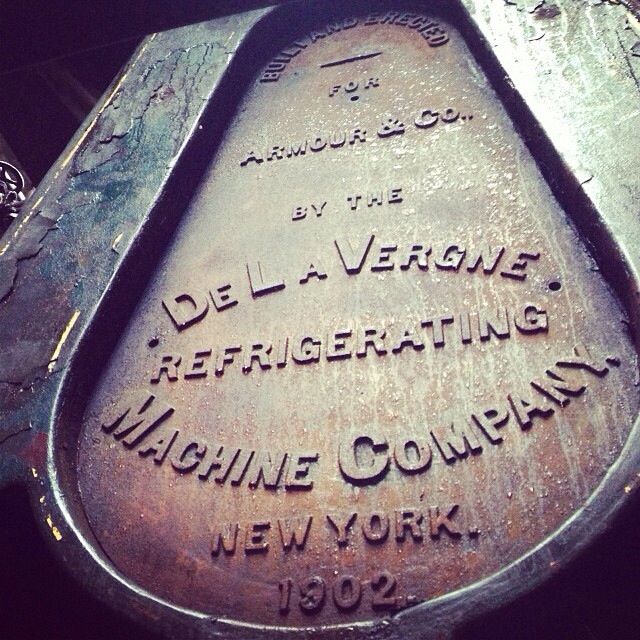 BUILT AND ERECTED
FOR
ARMOUR & CO.,
BY THE
DE LA VERGNE
REFRIGERATING
MACHINE COMPANY.
NEW YORK.
1902.